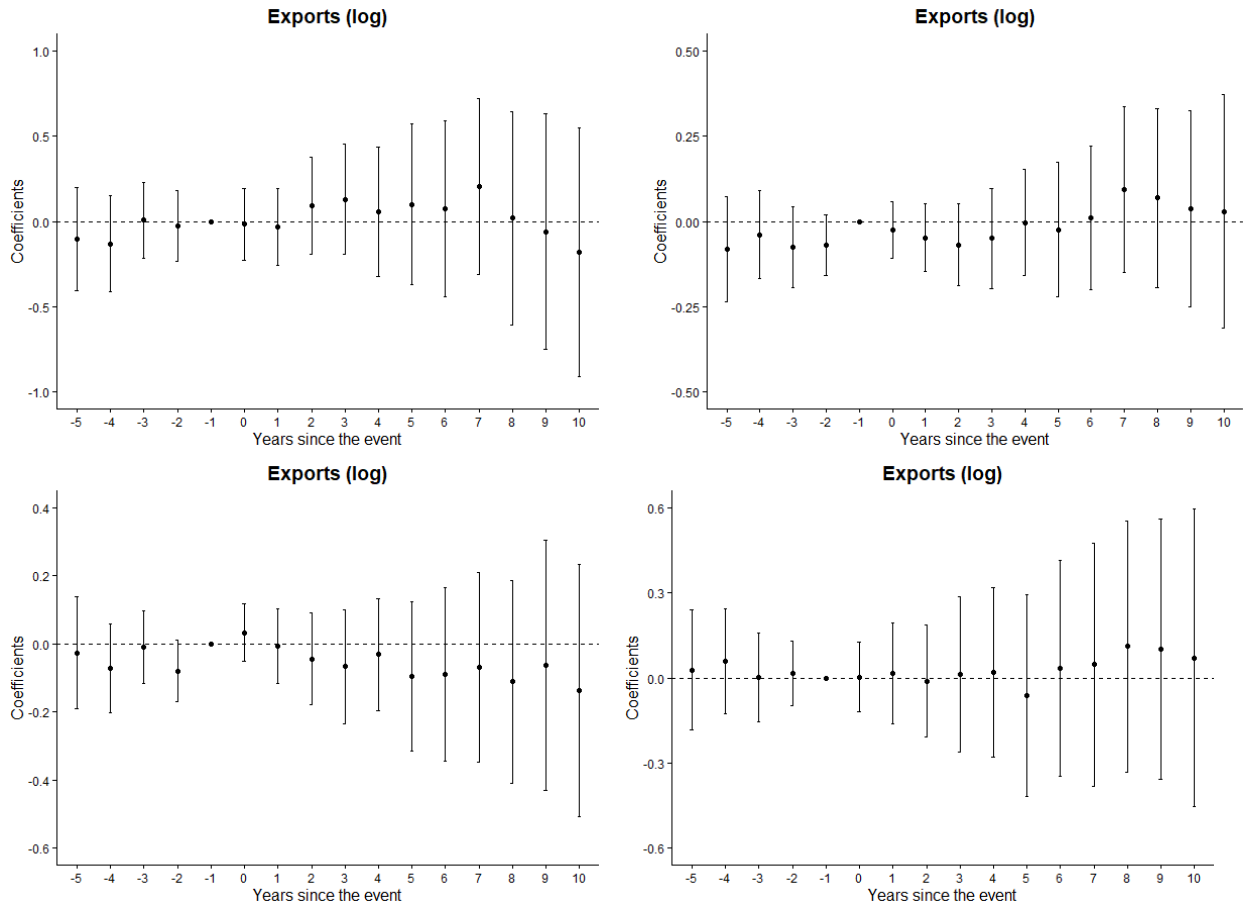 Exports (log)
1.0
0.5
0.0
-0.5
-1.0
Coefficients
-5 -4 -3 -2 -1 0 1 2 3 4 5 6 7 8 9 10
Years since the event
Exports (log)
0.50
0.25
0.00
-0.25
-0.50
Coefficients
-5 -4 -3 -2 -1 0 1 2 3 4 5 6 7 8 9 10
Years since the event
Exports (log)
0.4
0.2
0.0
-0.2
-0.4
-0.6
Coefficients
-5 -4 -3 -2 -1 0 1 2 3 4 5 6 7 8 9 10
Years since the event
Exports (log)
0.6
0.3
0.0
-0.3
-0.6
Coefficients
-5 -4 -3 -2 -1 0 1 2 3 4 5 6 7 8 9 10
Years since the event